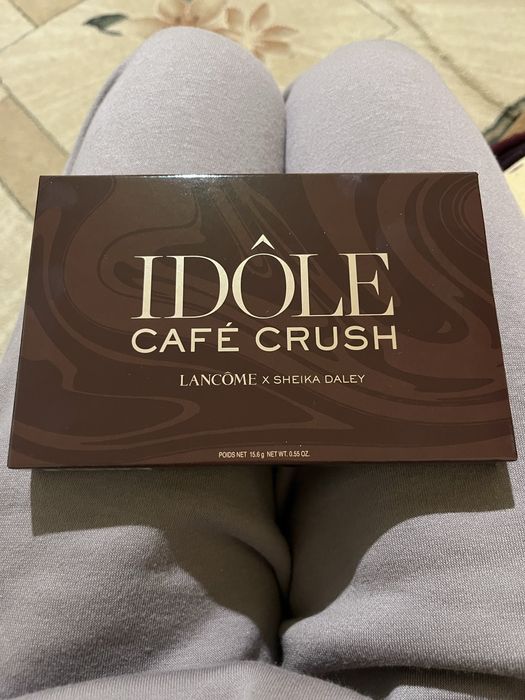 IDÔLE
CAFÉ CRUSH
LANCÔME X SHEIKA DALEY
POIDS NET 15.6 g NET WT. 0.55 OZ.